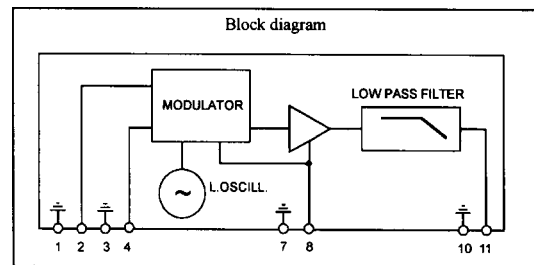 Block diagram
LOW PASS FILTER
MODULATOR
~
L.OSCILL.
1 2 3 4 7 8 10 11